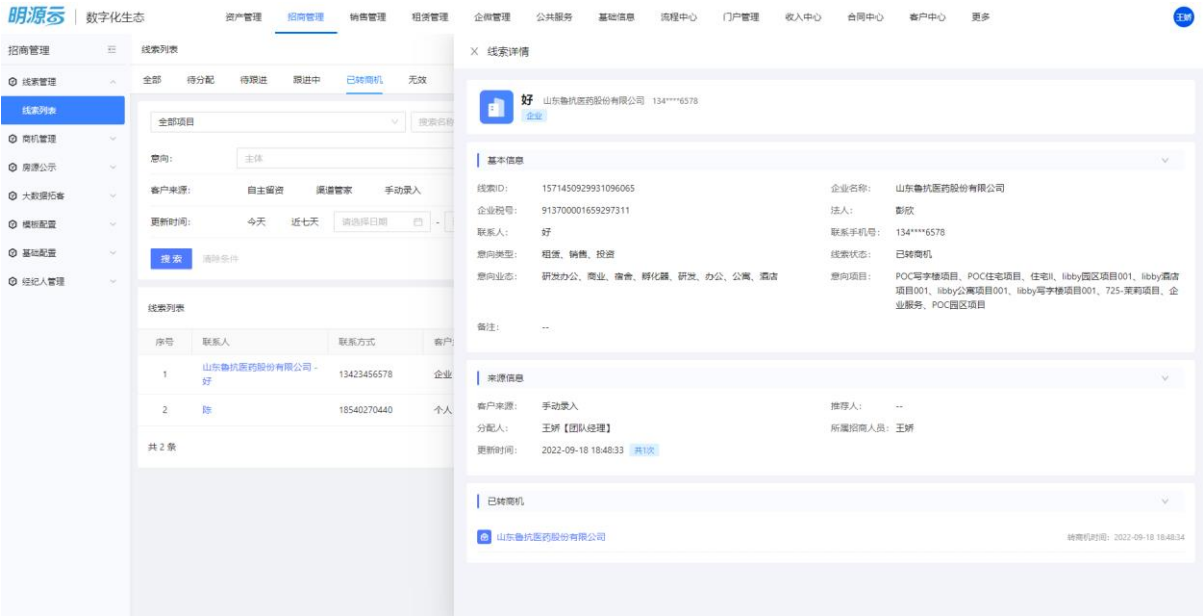 明源云 数字化生态 资产管理 招商管理 销售管理 租赁管理 企微管理 公共服务 基础信息 流程中心 门户管理 收入中心 合同中心 客户中心 更多 王娇
招商管理
线索管理
线索列表
商机管理
房源公示
大数据拓客
模板配置
基础配置
经纪人管理
线索列表
全部 待分配 待跟进 跟进中 已转商机 无效
全部项目 搜索名称
意向: 主体
客户来源: 自主留资 渠道管家 手动录入
更新时间: 今天 近七天 请选择日期 -
搜索 清除条件
线索列表
序号 联系人 联系方式 客户
1 山东鲁抗医药股份有限公司 - 13423456578 企业
好
2 陈 18540270440 个人
共 2 条
× 线索详情
好 山东鲁抗医药股份有限公司 134****6578
企业
基本信息
线索ID: 1571450929931096065 企业名称: 山东鲁抗医药股份有限公司
企业税号: 913700001659297311 法人: 彭欣
联系人: 好 联系手机号: 134****6578
意向类型: 租赁、销售、投资 线索状态: 已转商机
意向业态: 研发办公、商业、宿舍、孵化器、研发、办公、公寓、酒店 意向项目: POC写字楼项目、POC住宅项目、住宅II、libby园区项目001、libby酒店
项目001、libby公寓项目001、libby写字楼项目001、725-茉莉项目、企
业服务、POC园区项目
备注: --
来源信息
客户来源: 手动录入 推荐人: --
分配人: 王娇【团队经理】 所属招商人员: 王娇
更新时间: 2022-09-18 18:48:33 共1次
已转商机
山东鲁抗医药股份有限公司 转商机时间: 2022-09-18 18:48:34